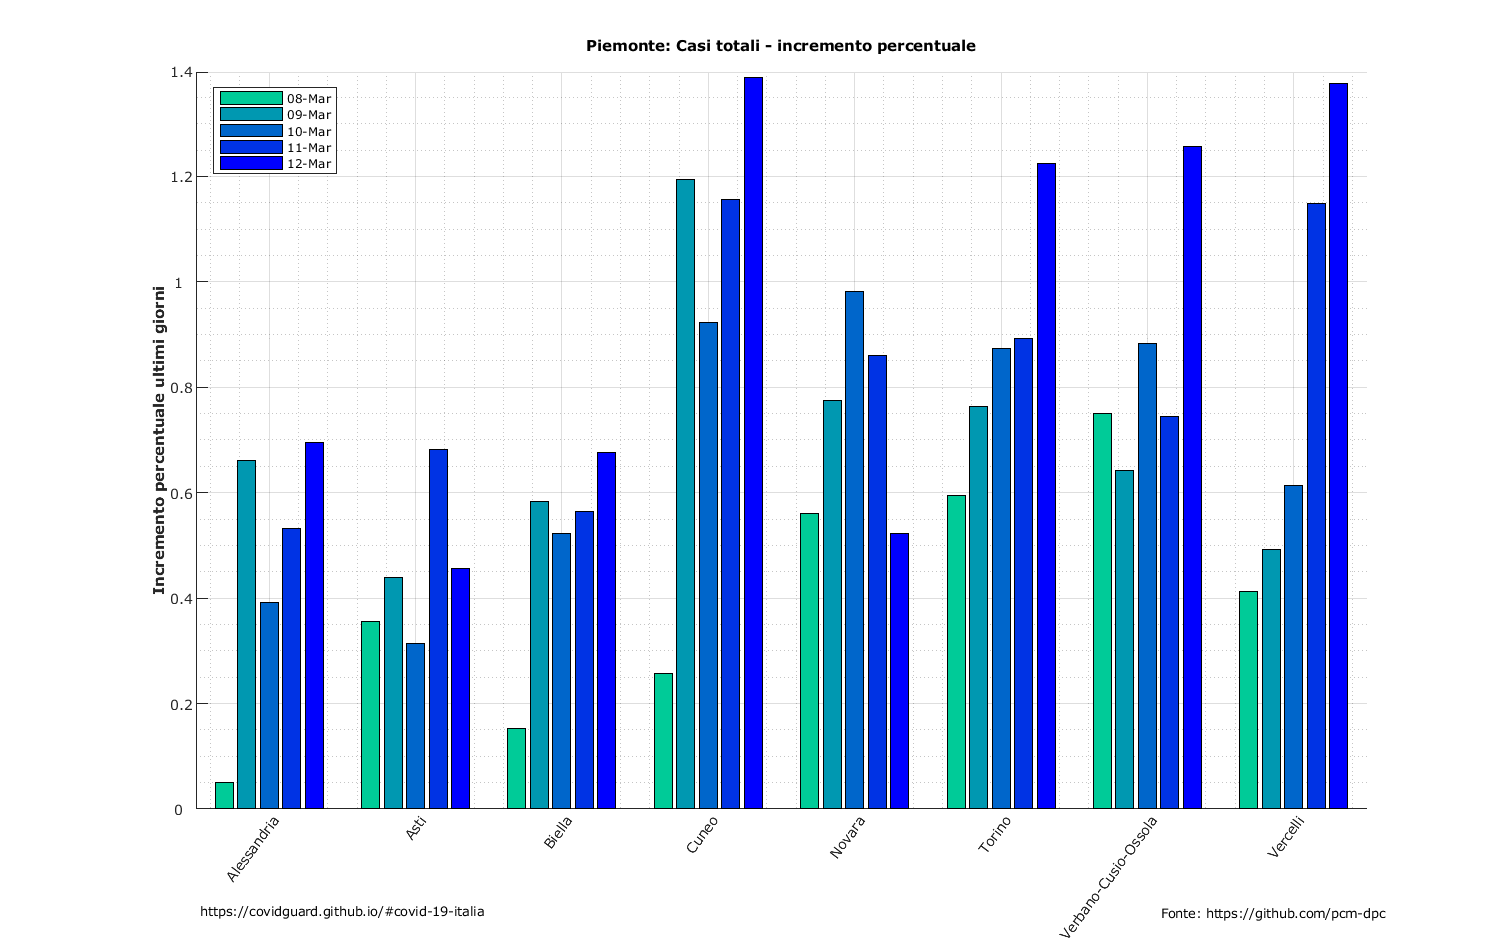 Piemonte: Casi totali - incremento percentuale
1.4
1.2
1
0.8
0.6
0.4
0.2
0
Incremento percentuale ultimi giorni
08-Mar
09-Mar
10-Mar
11-Mar
12-Mar
Alessandria
Asti
Biella
Cuneo
Novara
Torino
Verbano-Cusio-Ossola
Vercelli
https://covidguard.github.io/#covid-19-italia
Fonte: https://github.com/pcm-dpc